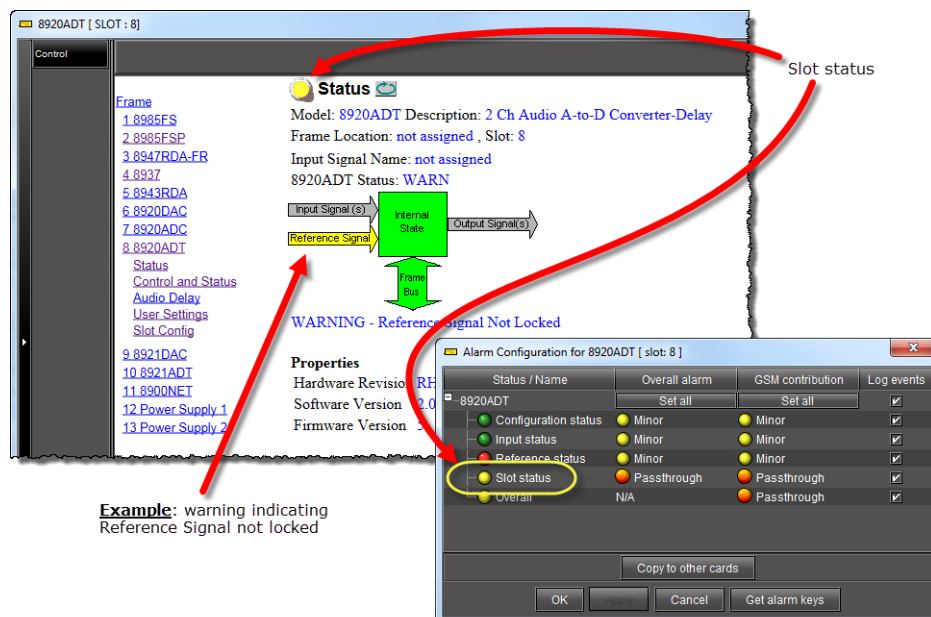 8920ADT [ SLOT : 8]
Control
Slot status
Status
Frame
1 8985FS
2 8985FSP
3 8947RDA-FR
4 8937
5 8943RDA
6 8920DAC
7 8920ADC
8 8920ADT
Status
Control and Status
Audio Delay
User Settings
Slot Config
9 8921DAC
10 8921ADT
11 8900NET
12 Power Supply 1
13 Power Supply 2
Model: 8920ADT Description: 2 Ch Audio A-to-D Converter-Delay
Frame Location: not assigned , Slot: 8
Input Signal Name: not assigned
8920ADT Status: WARN
Input Signal (s)
Reference Signal
Internal
State
Output Signal(s)
Frame
Bus
WARNING - Reference Signal Not Locked
Properties
Hardware Revision RH
Software Version 2.0
Firmware Version
Example: warning indicating
Reference Signal not locked
Alarm Configuration for 8920ADT [ slot: 8 ]
Status / Name Overall alarm GSM contribution Log events
8920ADT Set all Set all
Configuration status Minor Minor
Input status Minor Minor
Reference status Minor Minor
Slot status Passthrough Passthrough
Overall N/A Passthrough
Copy to other cards
OK Apply Cancel Get alarm keys